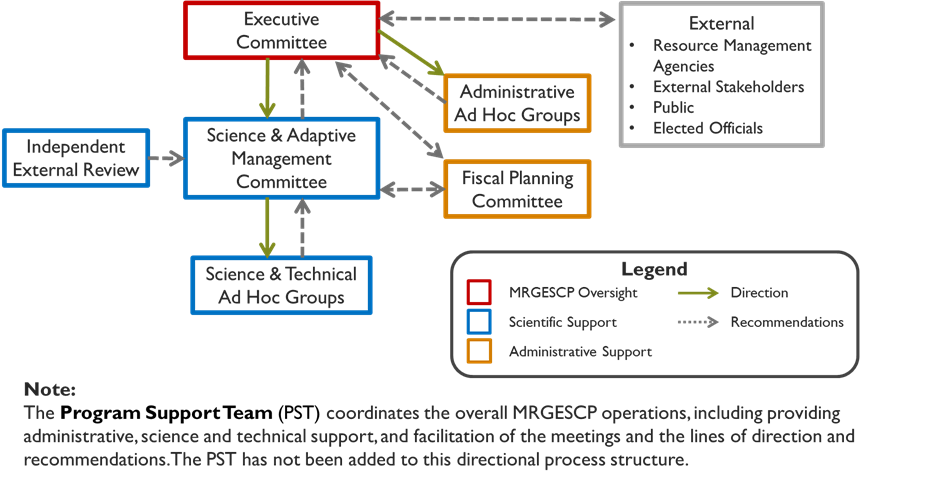 Executive
Committee
External
• Resource Management
Agencies
• External Stakeholders
• Public
• Elected Officials
Administrative
Ad Hoc Groups
Independent
External Review
Science & Adaptive
Management
Committee
Fiscal Planning
Committee
Science & Technical
Ad Hoc Groups
Legend
MRGESCP Oversight
Direction
Scientific Support
Recommendations
Administrative Support
Note:
The Program Support Team (PST) coordinates the overall MRGESCP operations, including providing
administrative, science and technical support, and facilitation of the meetings and the lines of direction and
recommendations. The PST has not been added to this directional process structure.